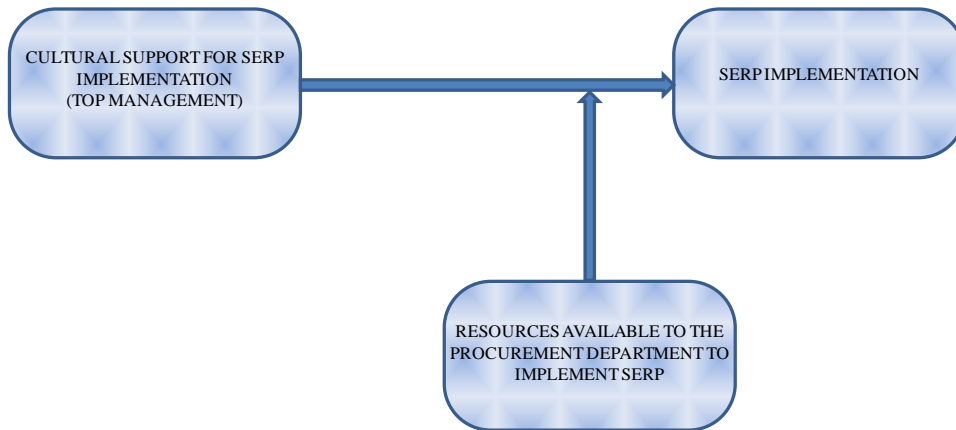 CULTURAL SUPPORT FOR SERP
IMPLEMENTATION
(TOP MANAGEMENT)
SERP IMPLEMENTATION
RESOURCES AVAILABLE TO THE
PROCUREMENT DEPARTMENT TO
IMPLEMENT SERP